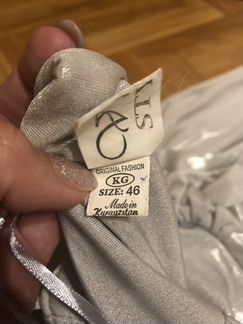 ORIGINAL FASHION
KG
SIZE: 46
Made in
Kyrgyzstan